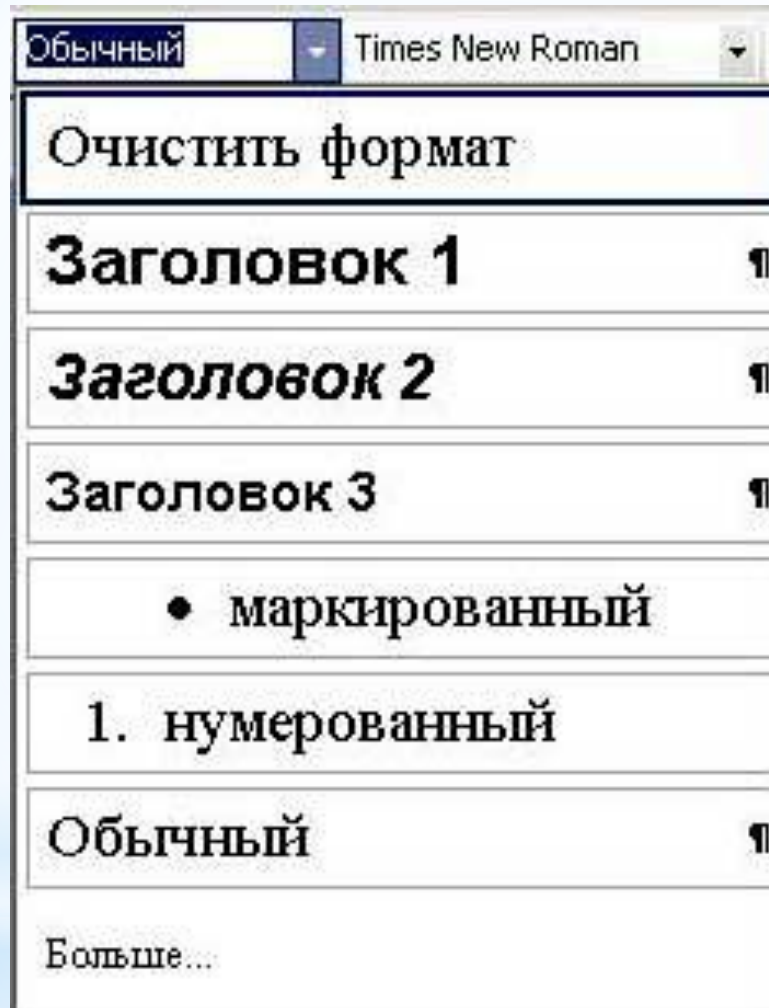 Обычный Times New Roman
Очистить формат
Заголовок 1 ¶
Заголовок 2 ¶
Заголовок 3 ¶
• маркированный
1. нумерованный
Обычный ¶
Больше...